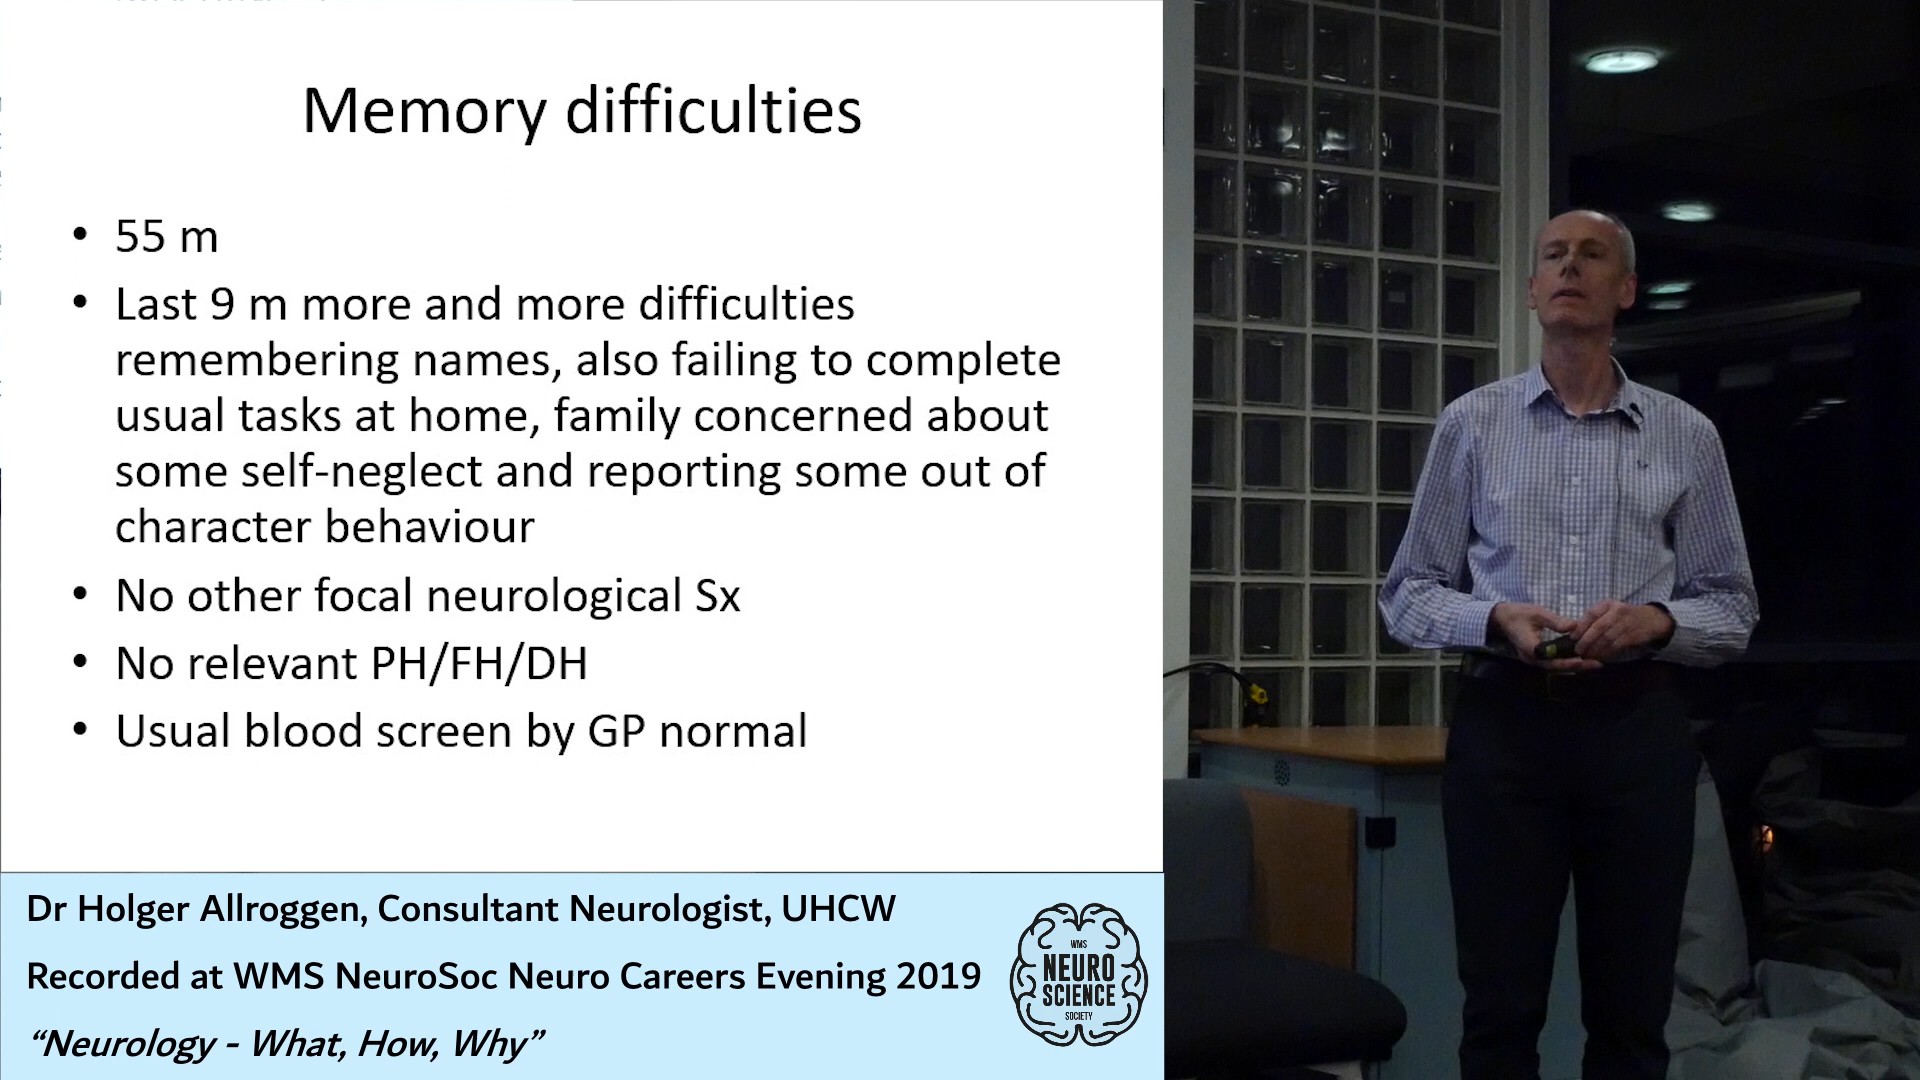 Memory difficulties
• 55 m
• Last 9 m more and more difficulties
remembering names, also failing to complete
usual tasks at home, family concerned about
some self-neglect and reporting some out of
character behaviour
• No other focal neurological Sx
• No relevant PH/FH/DH
• Usual blood screen by GP normal
Dr Holger Allroggen, Consultant Neurologist, UHCW
Recorded at WMS NeuroSoc Neuro Careers Evening 2019
“Neurology - What, How, Why”
WMS
NEURO
SCIENCE
SOCIETY